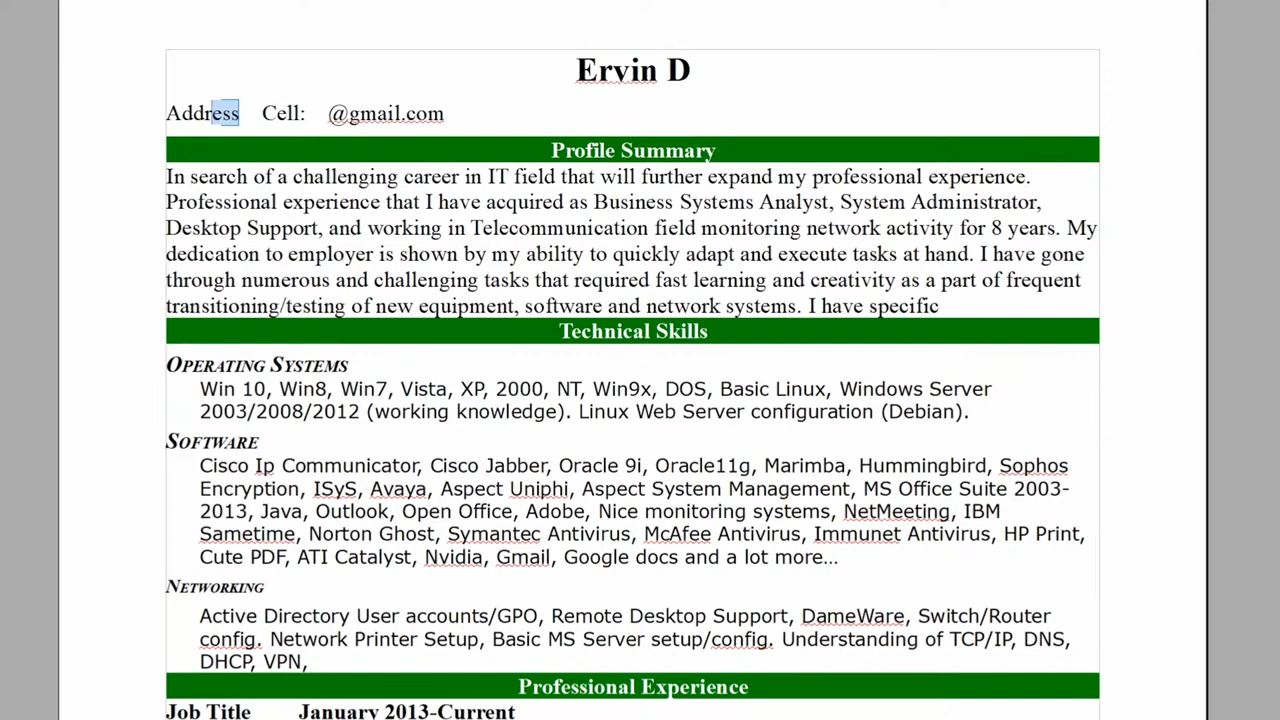 Ervin D
Address Cell: @gmail.com
Profile Summary
In search of a challenging career in IT field that will further expand my professional experience.
Professional experience that I have acquired as Business Systems Analyst, System Administrator,
Desktop Support, and working in Telecommunication field monitoring network activity for 8 years. My
dedication to employer is shown by my ability to quickly adapt and execute tasks at hand. I have gone
through numerous and challenging tasks that required fast learning and creativity as a part of frequent
transitioning/testing of new equipment, software and network systems. I have specific
Technical Skills
OPERATING SYSTEMS
Win 10, Win8, Win7, Vista, XP, 2000, NT, Win9x, DOS, Basic Linux, Windows Server
2003/2008/2012 (working knowledge). Linux Web Server configuration (Debian).
SOFTWARE
Cisco Ip Communicator, Cisco Jabber, Oracle 9i, Oracle11g, Marimba, Hummingbird, Sophos
Encryption, ISyS, Avaya, Aspect Uniphi, Aspect System Management, MS Office Suite 2003-
2013, Java, Outlook, Open Office, Adobe, Nice monitoring systems, NetMeeting, IBM
Sametime, Norton Ghost, Symantec Antivirus, McAfee Antivirus, Immunet Antivirus, HP Print,
Cute PDF, ATI Catalyst, Nvidia, Gmail, Google docs and a lot more…
NETWORKING
Active Directory User accounts/GPO, Remote Desktop Support, DameWare, Switch/Router
config. Network Printer Setup, Basic MS Server setup/config. Understanding of TCP/IP, DNS,
DHCP, VPN,
Professional Experience
Job Title January 2013-Current